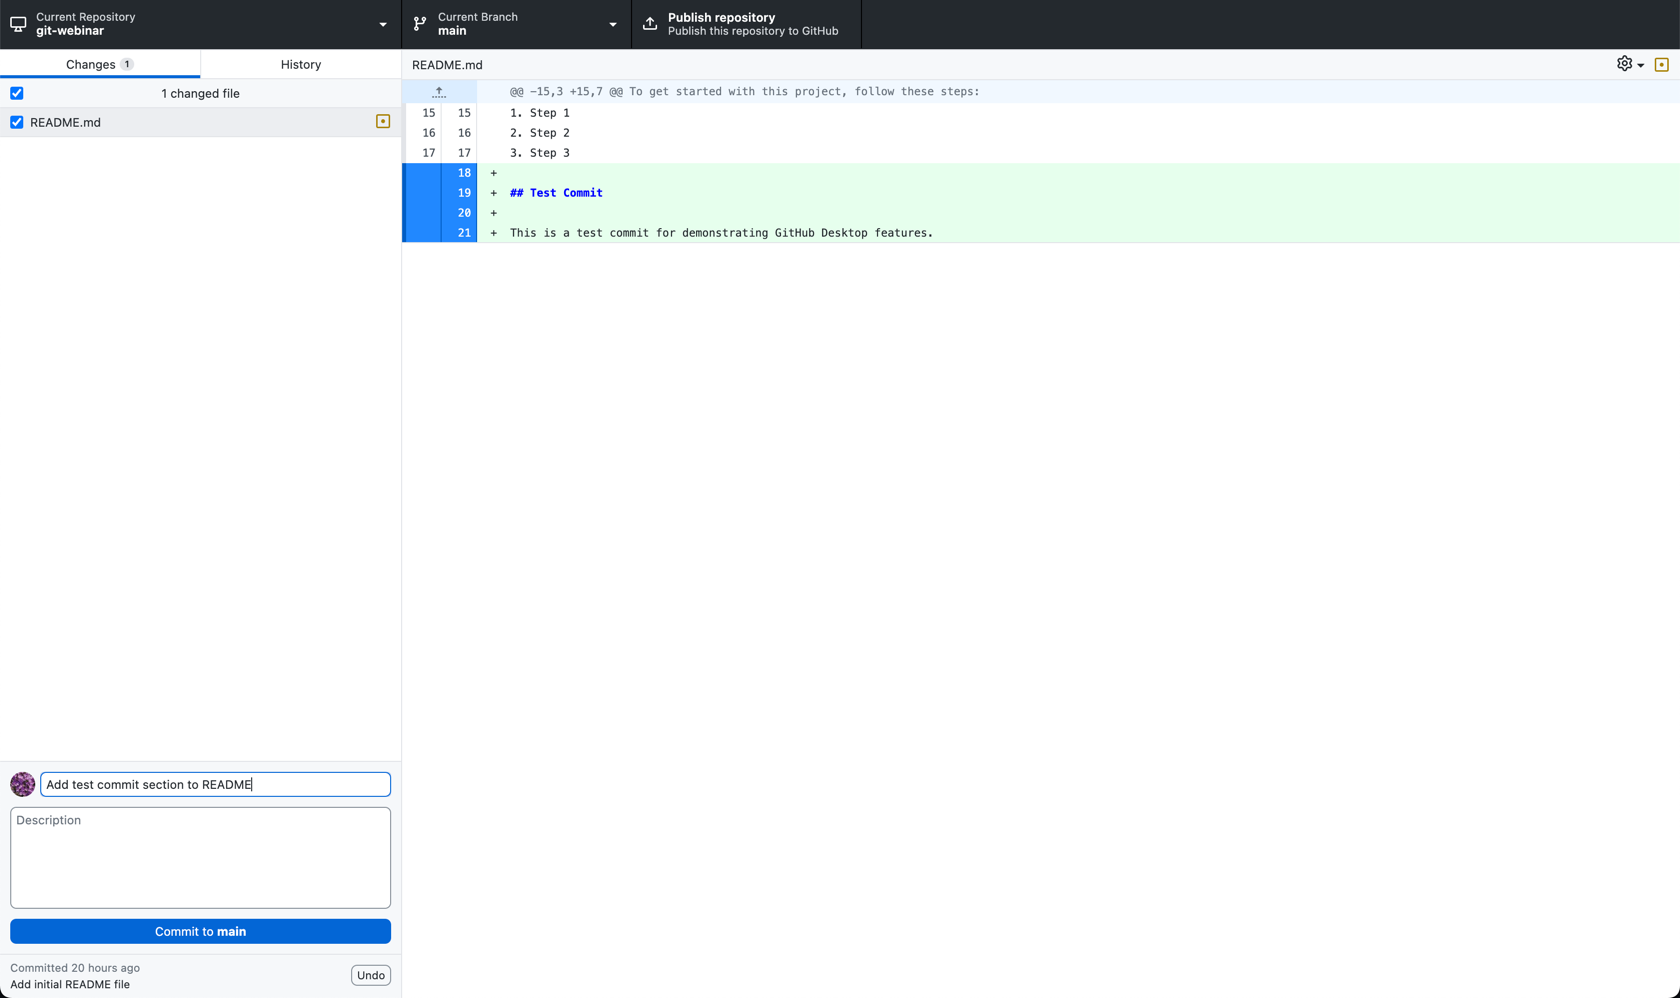 Current Repository
git-webinar
Current Branch
main
Publish repository
Publish this repository to GitHub
Changes 1
History
README.md
1 changed file
README.md
@@ -15,3 +15,7 @@ To get started with this project, follow these steps:
15 15 1. Step 1
16 16 2. Step 2
17 17 3. Step 3
18 +
19 + ## Test Commit
20 +
21 + This is a test commit for demonstrating GitHub Desktop features.
Add test commit section to README
Description
Commit to main
Committed 20 hours ago
Add initial README file
Undo